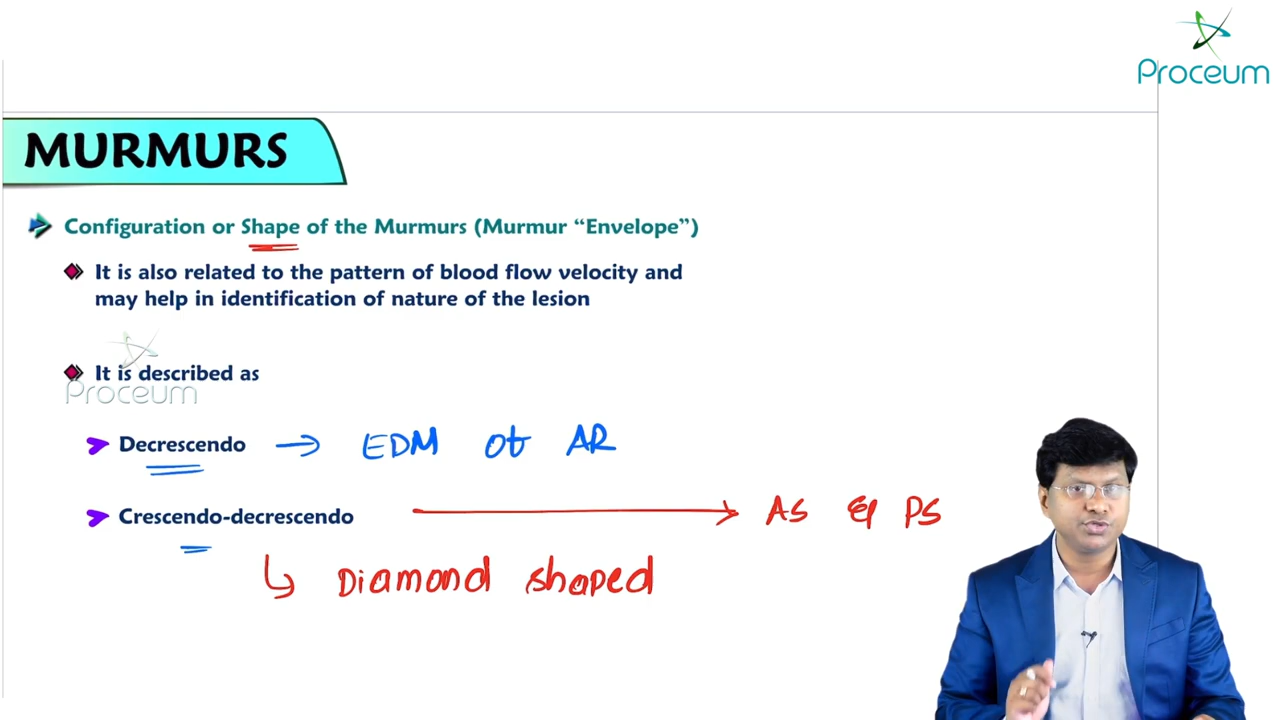 Proceum
MURMURS
Configuration or Shape of the Murmurs (Murmur “Envelope”)
It is also related to the pattern of blood flow velocity and
may help in identification of nature of the lesion
It is described as
Proceum
Decrescendo → EDM of AR
Crescendo-decrescendo → AS & PS
Diamond shaped